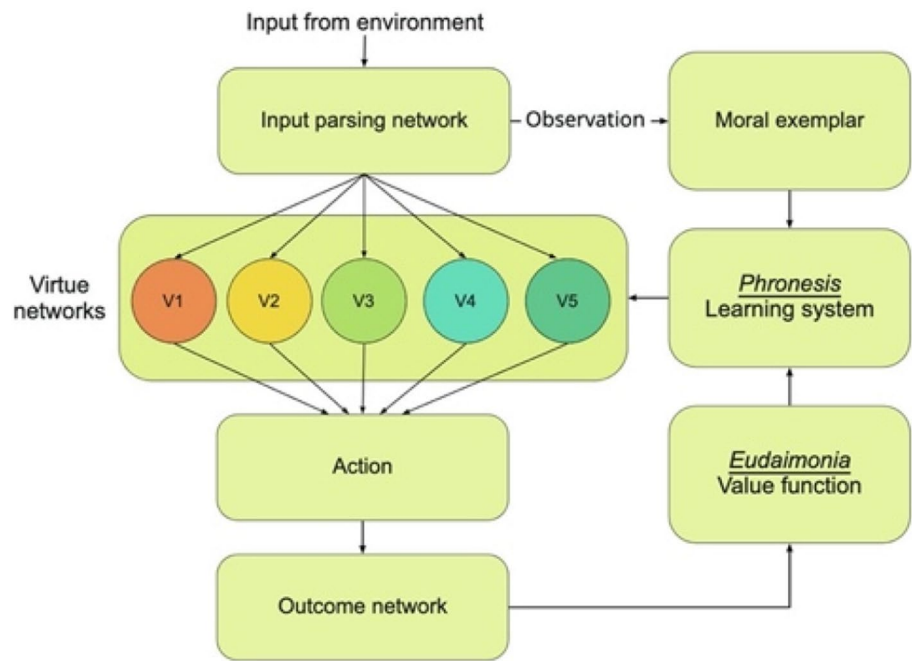 Input from environment
Input parsing network
Observation
Moral exemplar
Virtue
networks
V1
V2
V3
V4
V5
Phronesis
Learning system
Action
Eudaimonia
Value function
Outcome network